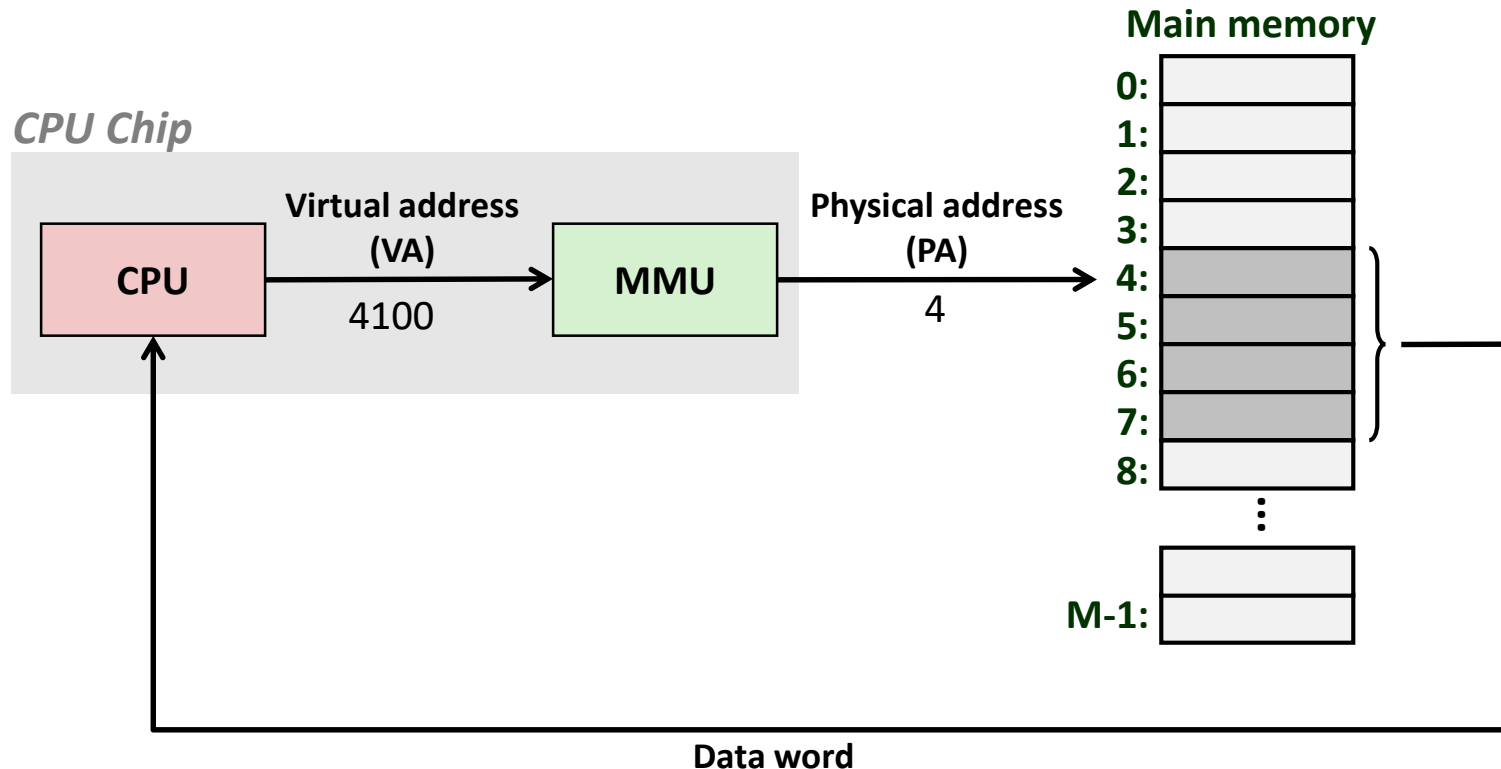 Main memory
0:
CPU Chip
1:
2:
Virtual address
(VA)
Physical address
(PA)
3:
CPU
4100
MMU
4
4:
5:
6:
7:
8:
M-1:
Data word